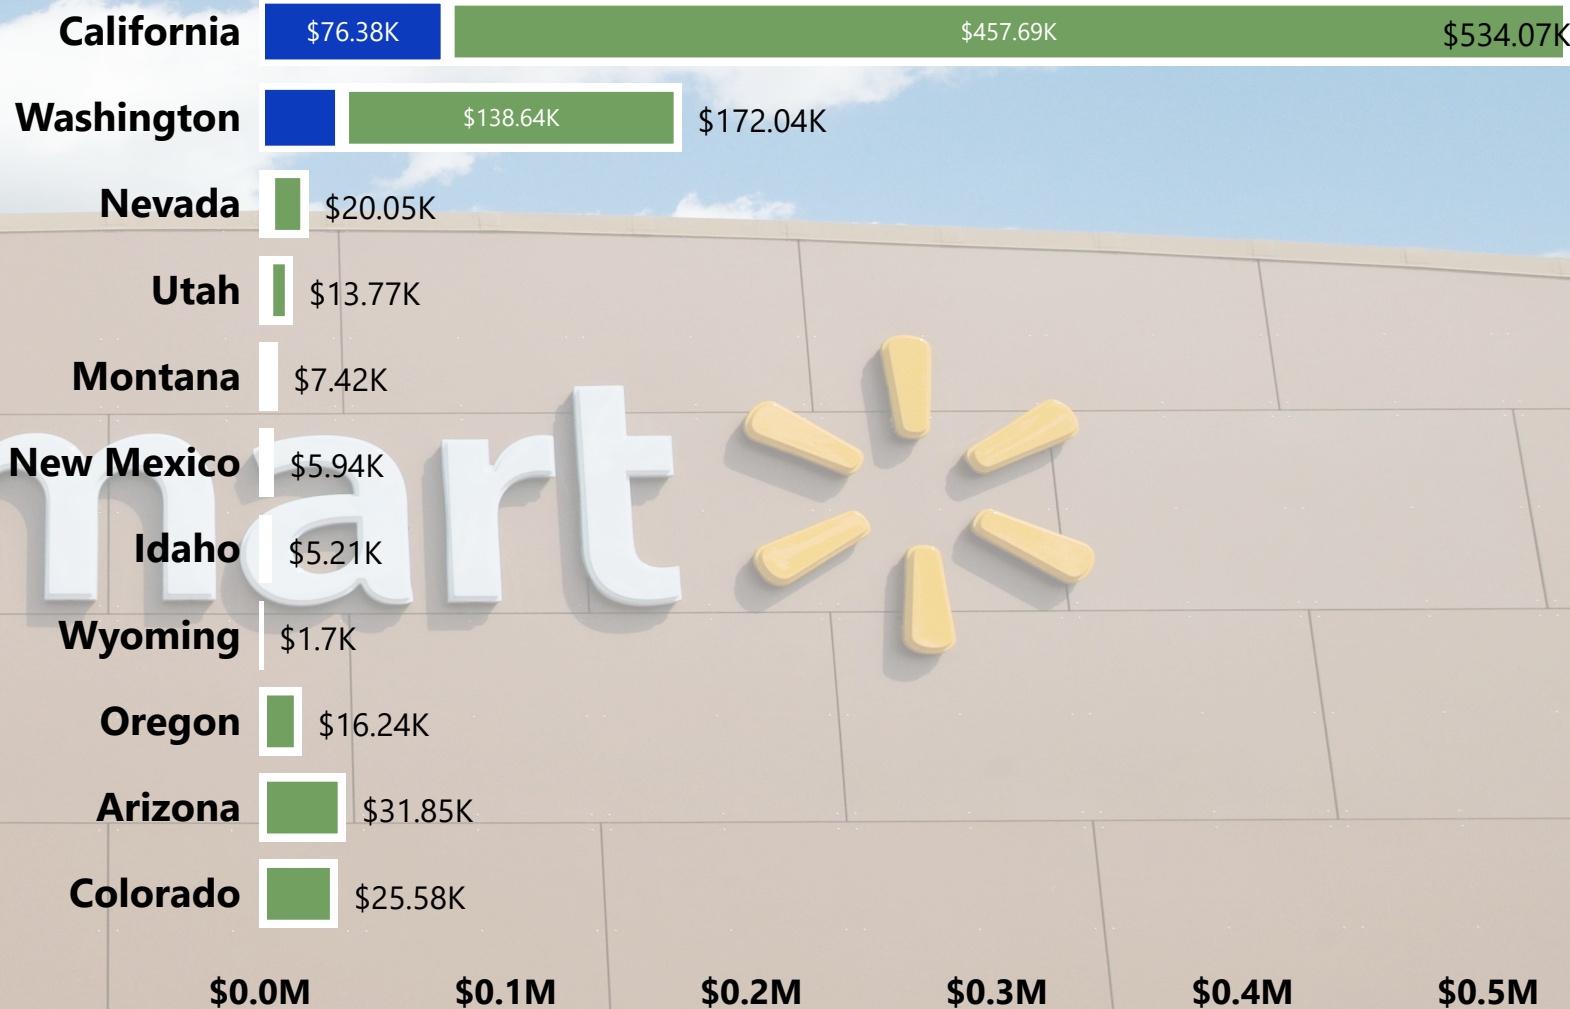 California $76.38K $457.69K $534.07K
Washington $138.64K $172.04K
Nevada $20.05K
Utah $13.77K
Montana $7.42K
New Mexico $5.94K
Idaho $5.21K
Wyoming $1.7K
Oregon $16.24K
Arizona $31.85K
Colorado $25.58K
mart
$0.0M $0.1M $0.2M $0.3M $0.4M $0.5M